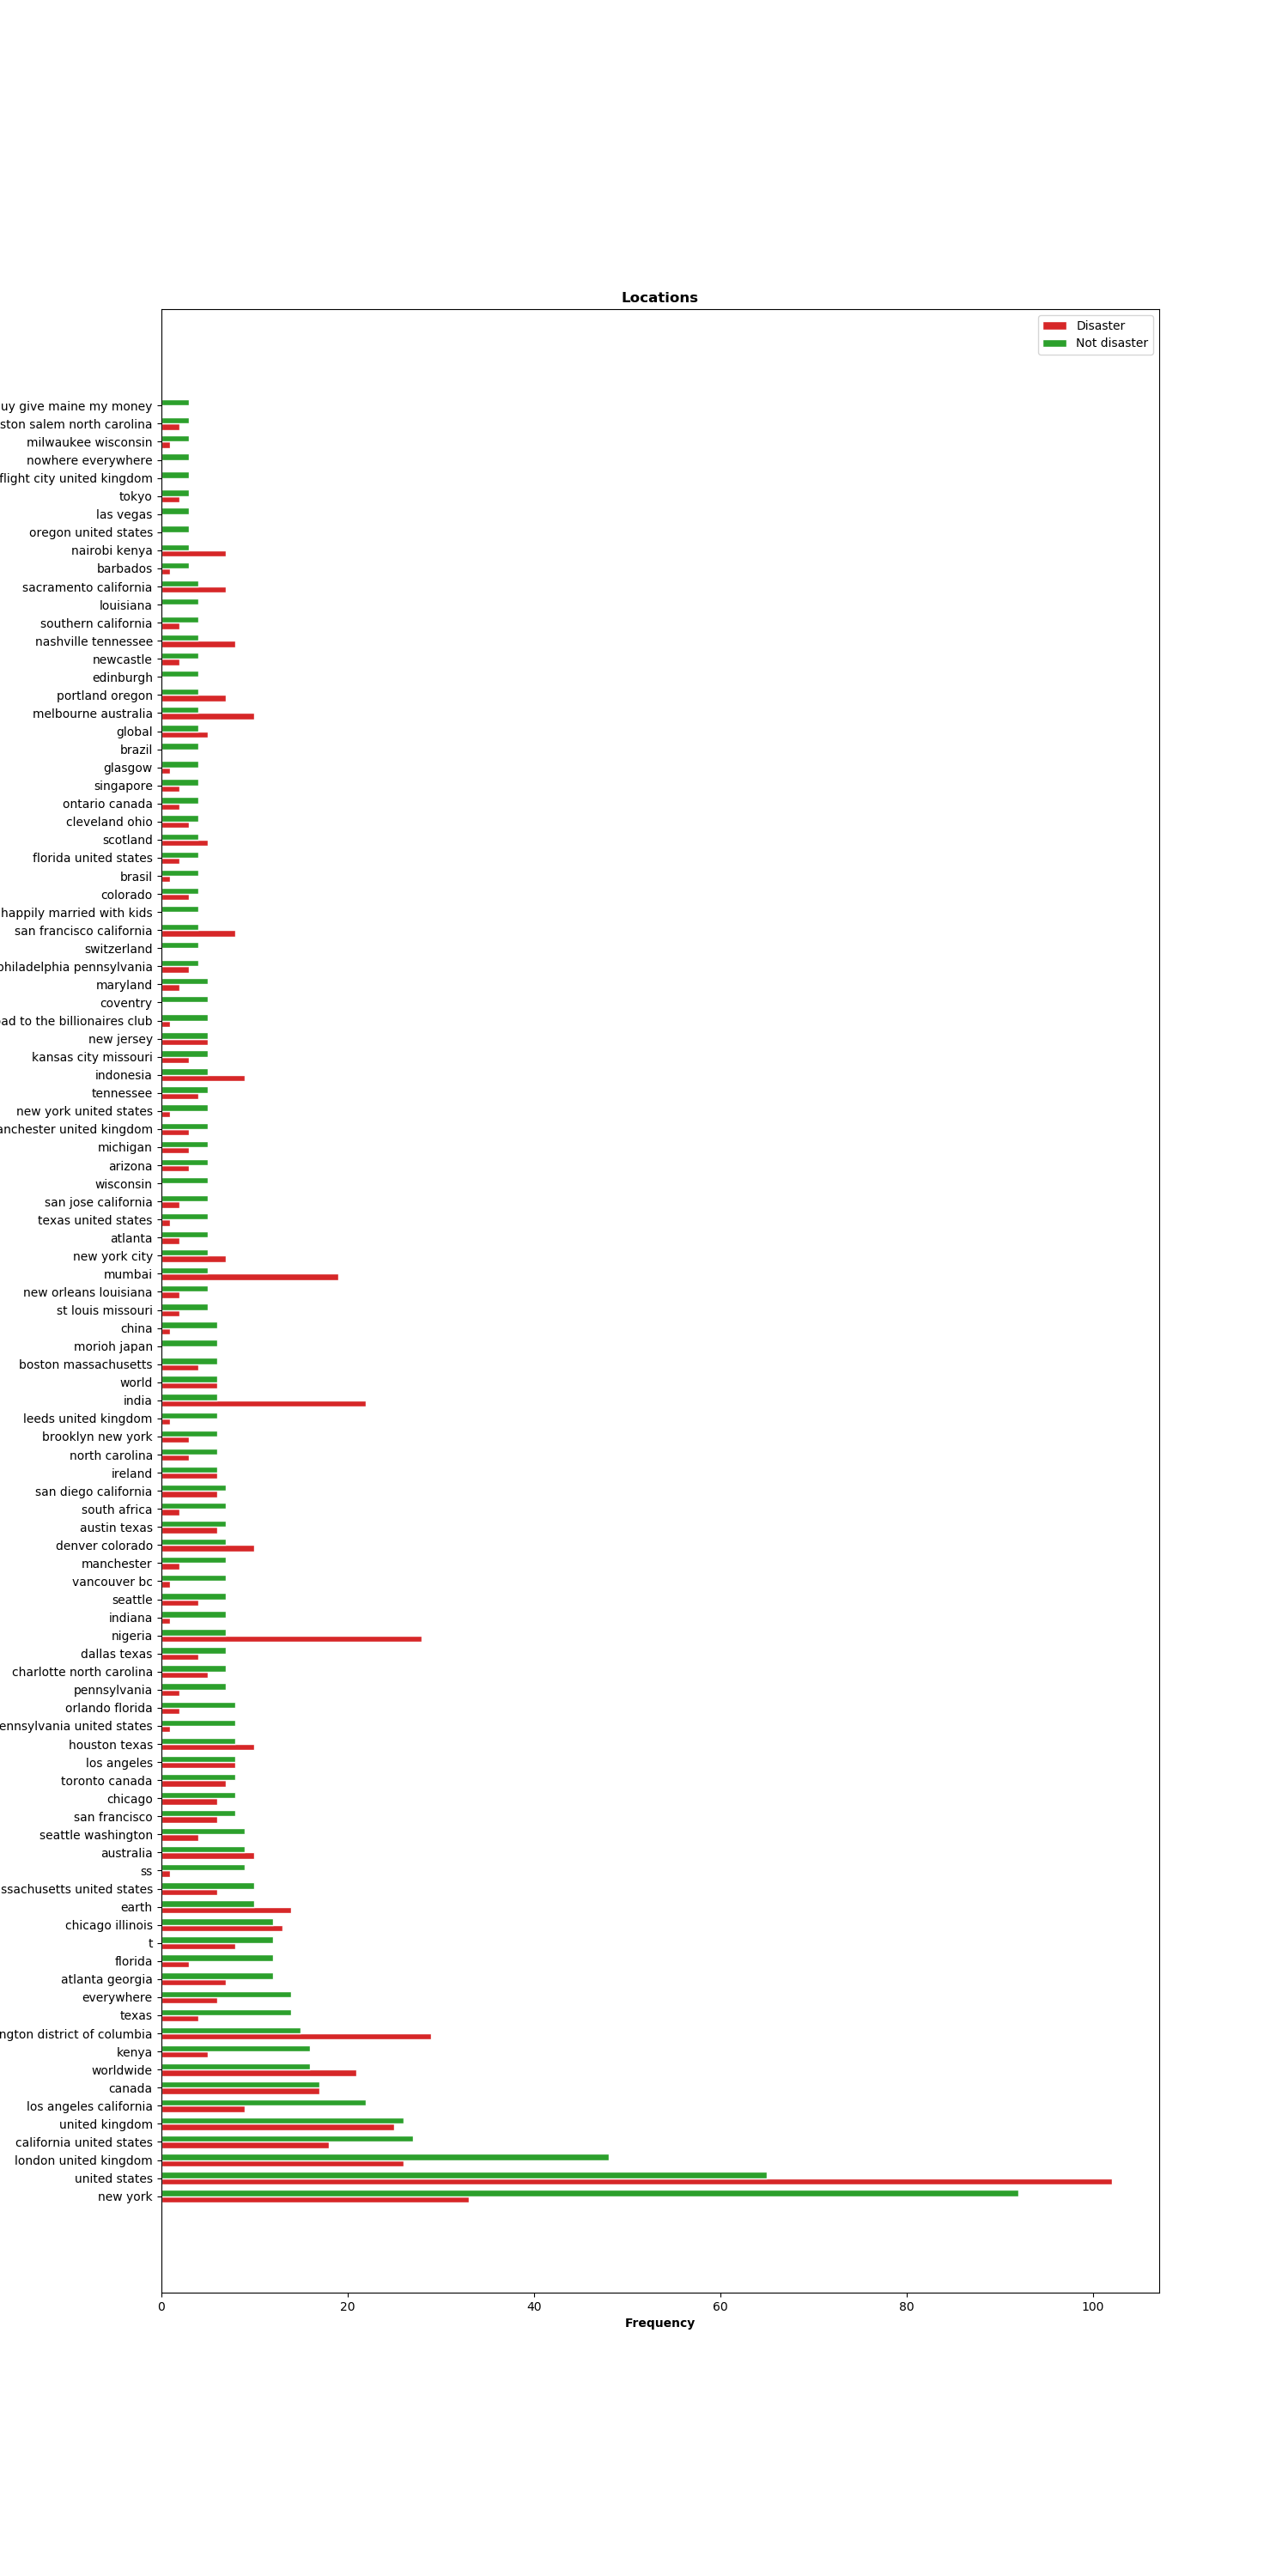 Locations
Disaster
Not disaster
uy give maine my money
ston salem north carolina
milwaukee wisconsin
nowhere everywhere
flight city united kingdom
tokyo
las vegas
oregon united states
nairobi kenya
barbados
sacramento california
louisiana
southern california
nashville tennessee
newcastle
edinburgh
portland oregon
melbourne australia
global
brazil
glasgow
singapore
ontario canada
cleveland ohio
scotland
florida united states
brasil
colorado
happily married with kids
san francisco california
switzerland
philadelphia pennsylvania
maryland
coventry
oad to the billionaires club
new jersey
kansas city missouri
indonesia
tennessee
new york united states
anchester united kingdom
michigan
arizona
wisconsin
san jose california
texas united states
atlanta
new york city
mumbai
new orleans louisiana
st louis missouri
china
morioh japan
boston massachusetts
world
india
leeds united kingdom
brooklyn new york
north carolina
ireland
san diego california
south africa
austin texas
denver colorado
manchester
vancouver bc
seattle
indiana
nigeria
dallas texas
charlotte north carolina
pennsylvania
orlando florida
ennsylvania united states
houston texas
los angeles
toronto canada
chicago
san francisco
seattle washington
australia
ss
ssachusetts united states
earth
chicago illinois
t
florida
atlanta georgia
everywhere
texas
ngton district of columbia
kenya
worldwide
canada
los angeles california
united kingdom
california united states
london united kingdom
united states
new york
0 20 40 60 80 100
Frequency